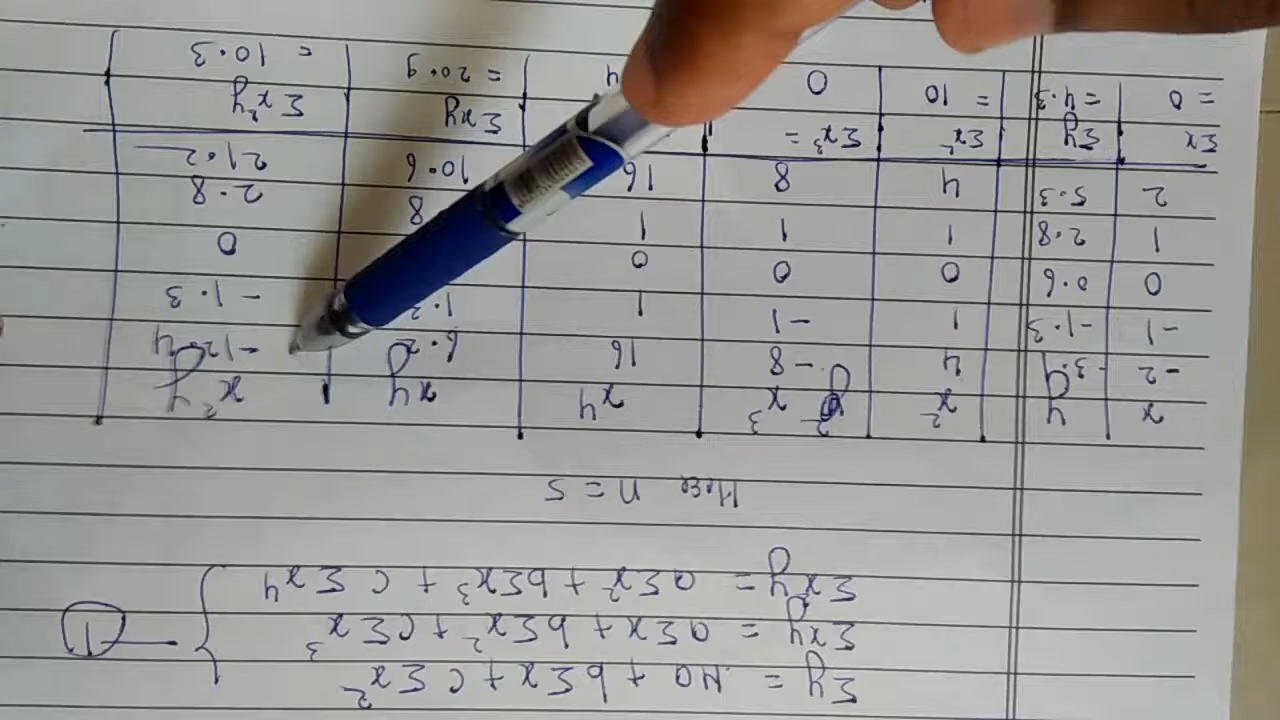 Σy = na + bΣx + cΣx²
Σxy = aΣx + bΣx² + cΣx³ — ①
Σx²y = aΣx² + bΣx³ + cΣx4
Here n = 5
x y x² x³ x4 xy x²y
-2 4 -8 16 6.2 -12.4
-1 -1.3 1 -1 1 -1.3
0 0.6 0 0 0 0
1 2.8 1 1 1 8 2.8
2 5.3 4 8 16 10.6 21.2
Σx Σy Σx² Σx³= Σxy Σx²y
=0 =4.3 = 10 0 4 = 20.9 = 10.3